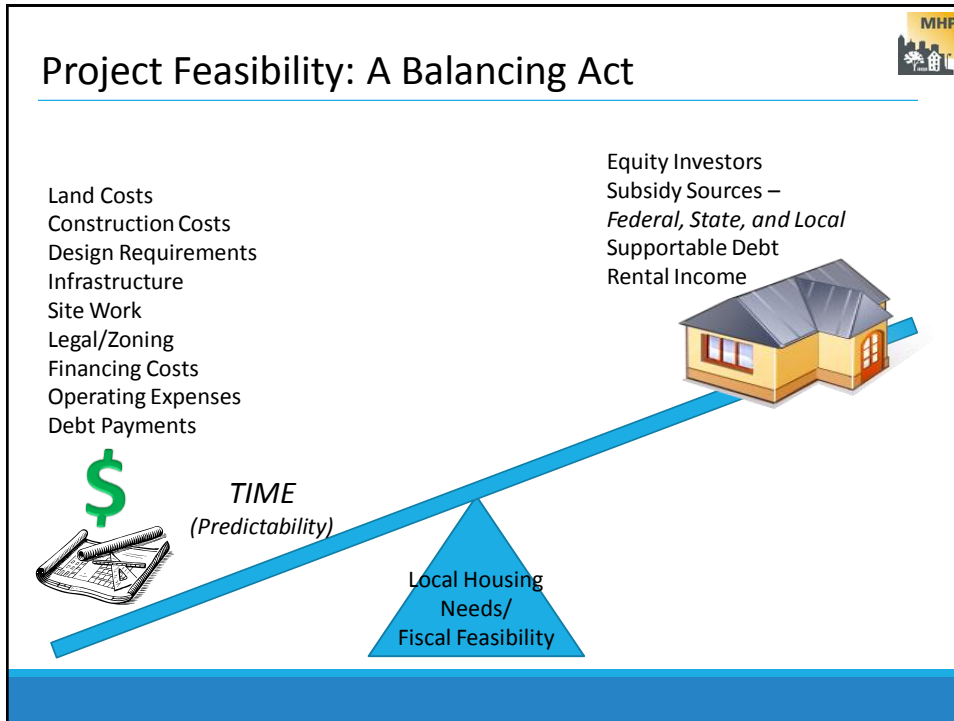 MHP
Project Feasibility: A Balancing Act
Land Costs
Construction Costs
Design Requirements
Infrastructure
Site Work
Legal/Zoning
Financing Costs
Operating Expenses
Debt Payments
Equity Investors
Subsidy Sources –
Federal, State, and Local
Supportable Debt
Rental Income
$
TIME
(Predictability)
Local Housing
Needs/
Fiscal Feasibility